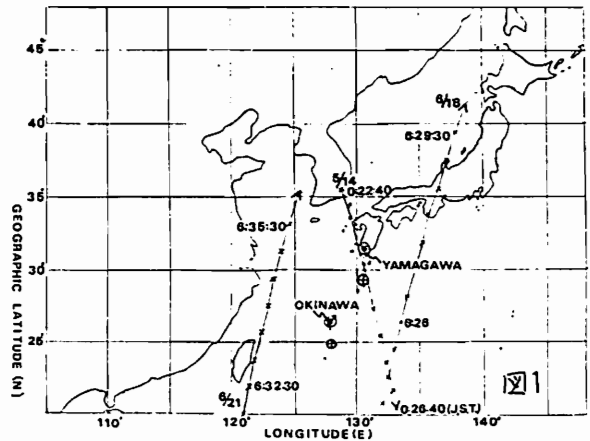 45
40
35
30
25
GEOGRAPHIC LATITUDE (N)
6/18
6:29:30
5/14
0:22:40
6:35:30
YAMAGAWA
OKINAWA
6:28
6/21
6:32:30
0:26:40 (J.S.T.)
図1
110°
120°
130°
140°
LONGITUDE (E)